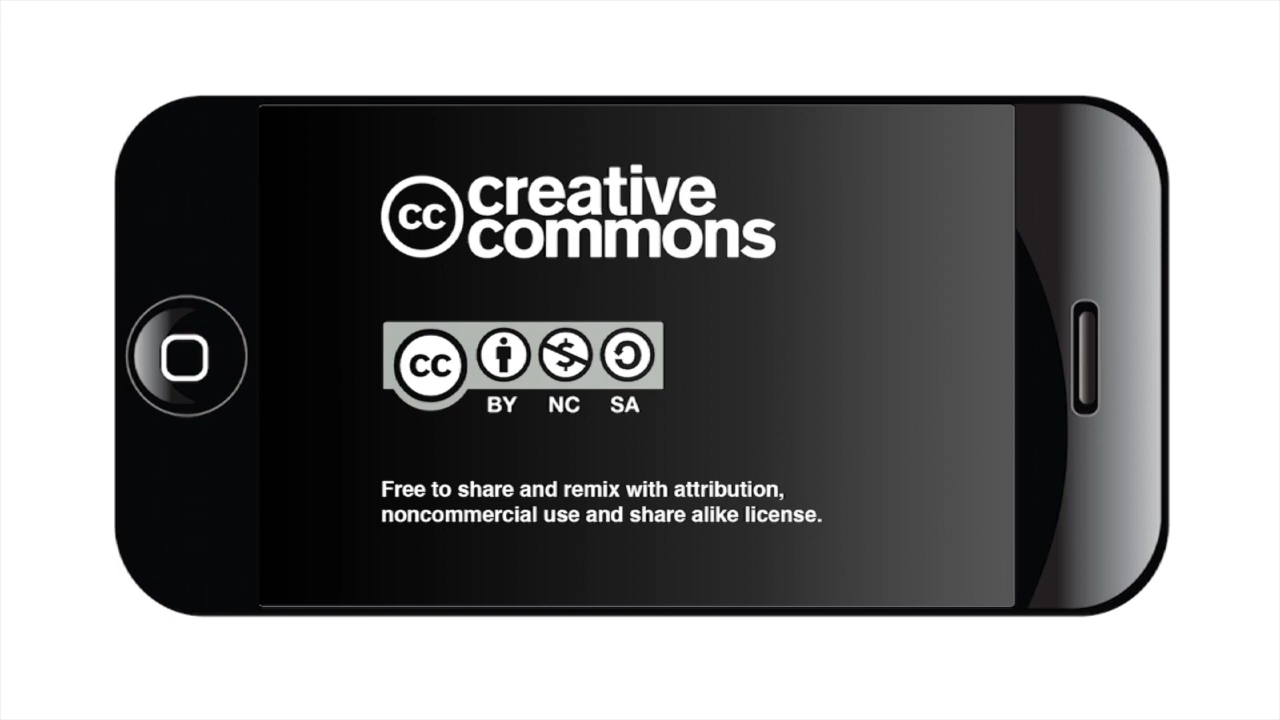 cc creative
commons
cc
BY NC SA
Free to share and remix with attribution,
noncommercial use and share alike license.